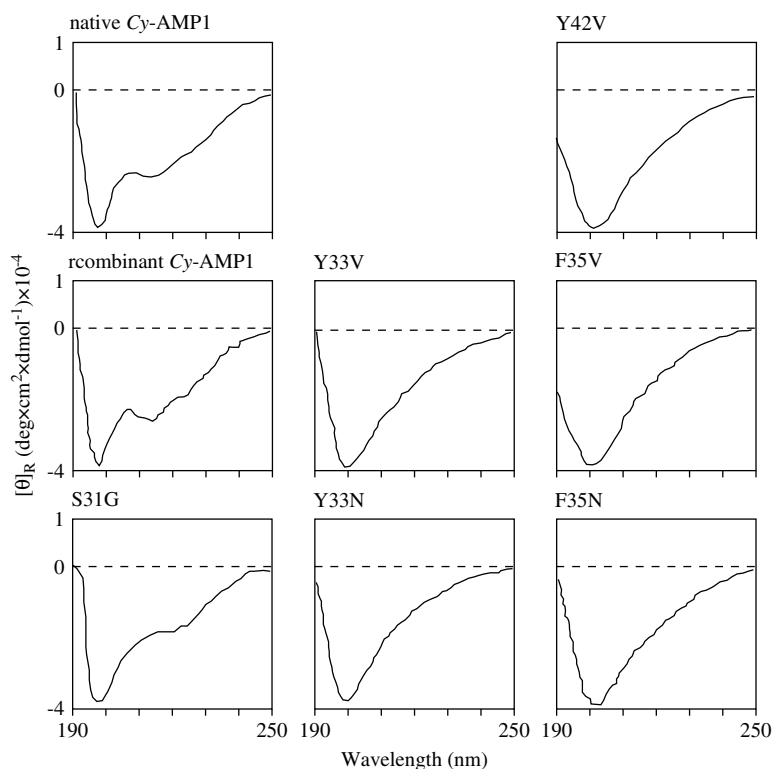 native Cy-AMP1
Y42V
1
0
-4
rcombinant Cy-AMP1
Y33V
F35V
1
0
-4
[θ]R (deg×cm²×dmol⁻¹)×10⁻⁴
S31G
Y33N
F35N
1
0
-4
190 250 190 250 190 250
Wavelength (nm)